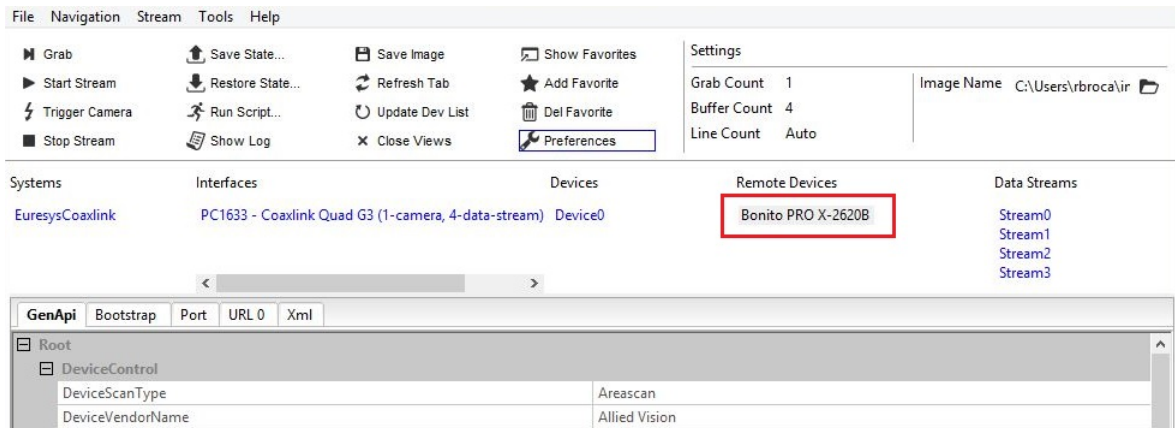 File Navigation Stream Tools Help
Grab Save State... Save Image Show Favorites Settings
Start Stream Restore State... Refresh Tab Add Favorite Grab Count 1 Image Name C:\Users\rbroca\ir
Trigger Camera Run Script... Update Dev List Del Favorite Buffer Count 4
Stop Stream Show Log Close Views Preferences Line Count Auto
Systems Interfaces Devices Remote Devices Data Streams
EuresysCoaxlink PC1633 - Coaxlink Quad G3 (1-camera, 4-data-stream) Device0 Bonito PRO X-2620B Stream0
Stream1
Stream2
Stream3
GenApi Bootstrap Port URL 0 Xml
Root
DeviceControl
DeviceScanType Areascan
DeviceVendorName Allied Vision